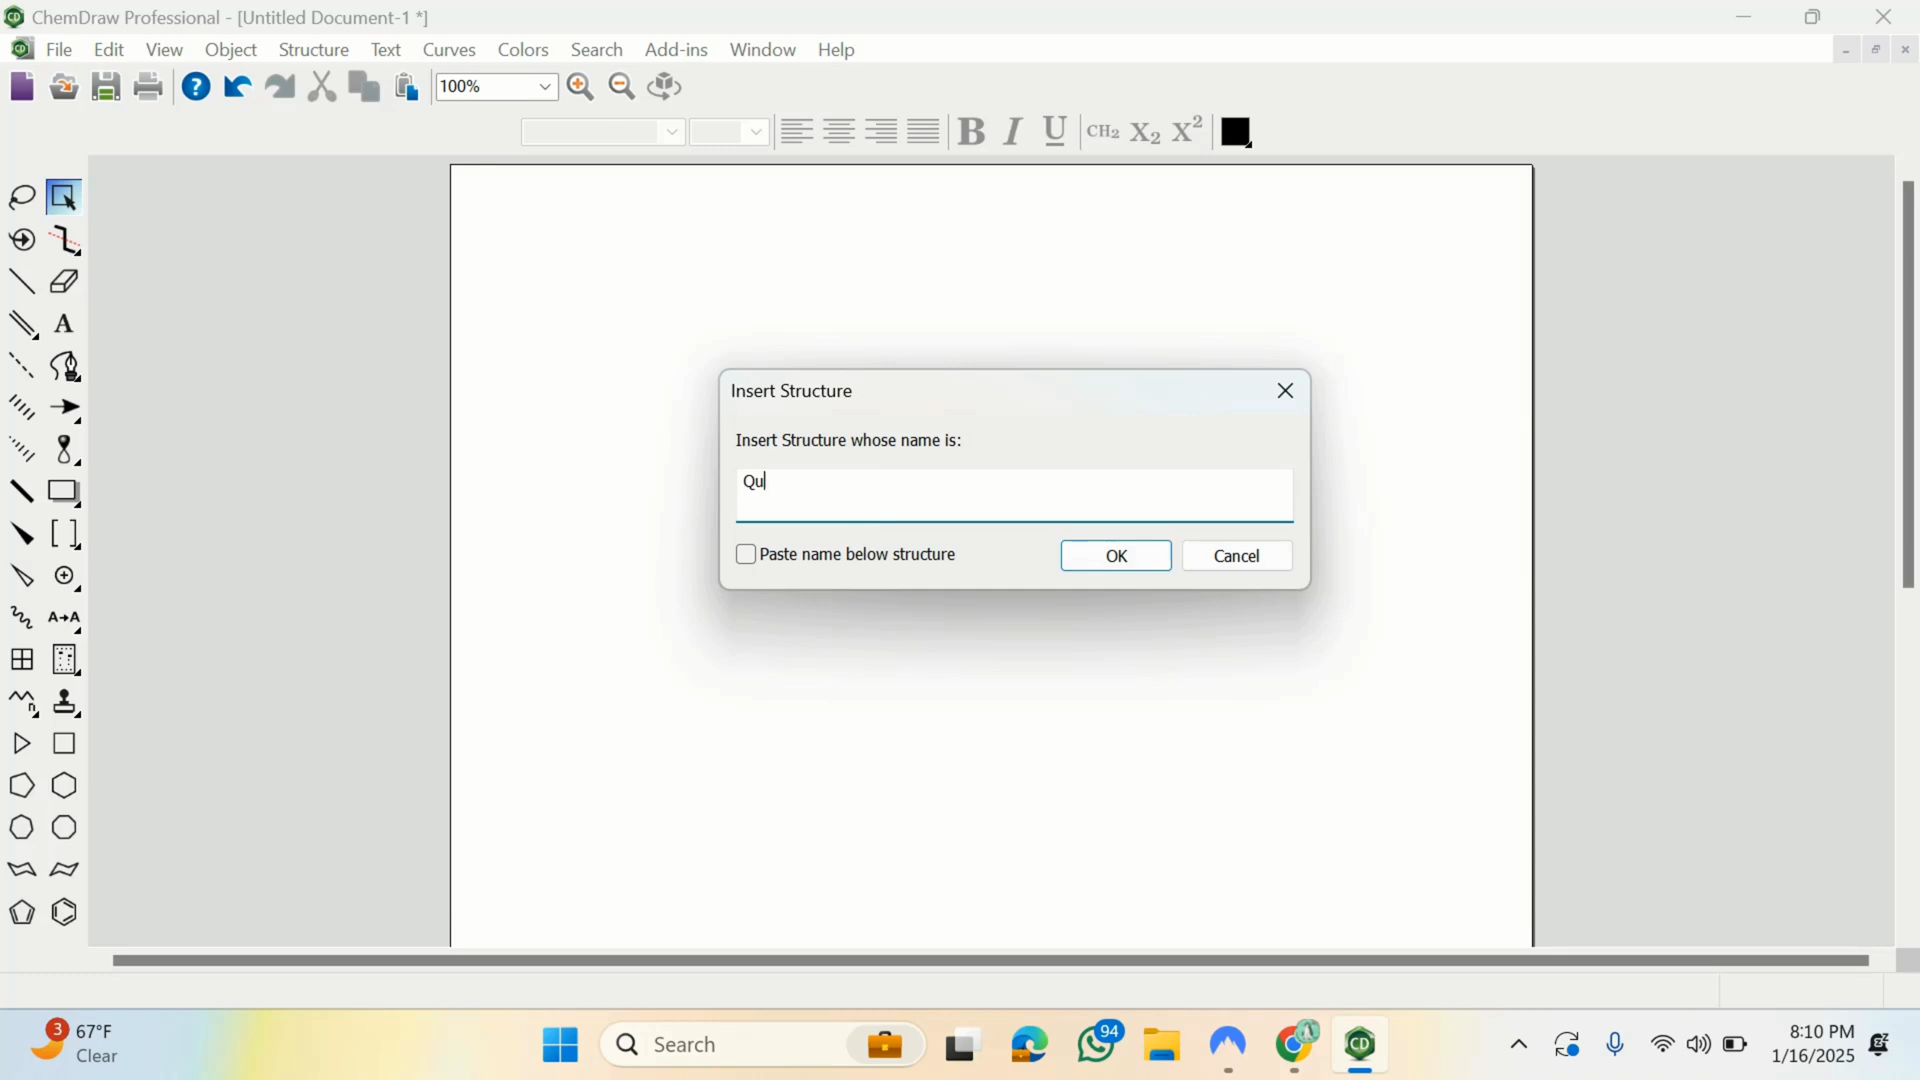 ChemDraw Professional - [Untitled Document-1 *]
File Edit View Object Structure Text Curves Colors Search Add-ins Window Help
100%
B I U CH2 X2 X2
A
A→A
n
Insert Structure
Insert Structure whose name is:
Qu
Paste name below structure
OK
Cancel
3
67°F
Clear
Search
94
CD
8:10 PM
1/16/2025